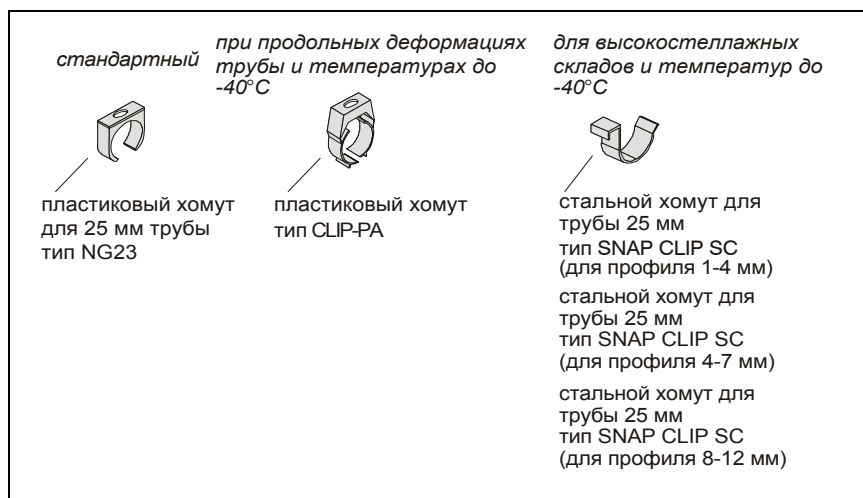 стандартный
при продольных деформациях
трубы и температурах до
-40°C
для высокостеллажных
складов и температур до
-40°C
пластиковый хомут
для 25 мм трубы
тип NG23
пластиковый хомут
тип CLIP-PA
стальной хомут для
трубы 25 мм
тип SNAP CLIP SC
(для профиля 1-4 мм)
стальной хомут для
трубы 25 мм
тип SNAP CLIP SC
(для профиля 4-7 мм)
стальной хомут для
трубы 25 мм
тип SNAP CLIP SC
(для профиля 8-12 мм)